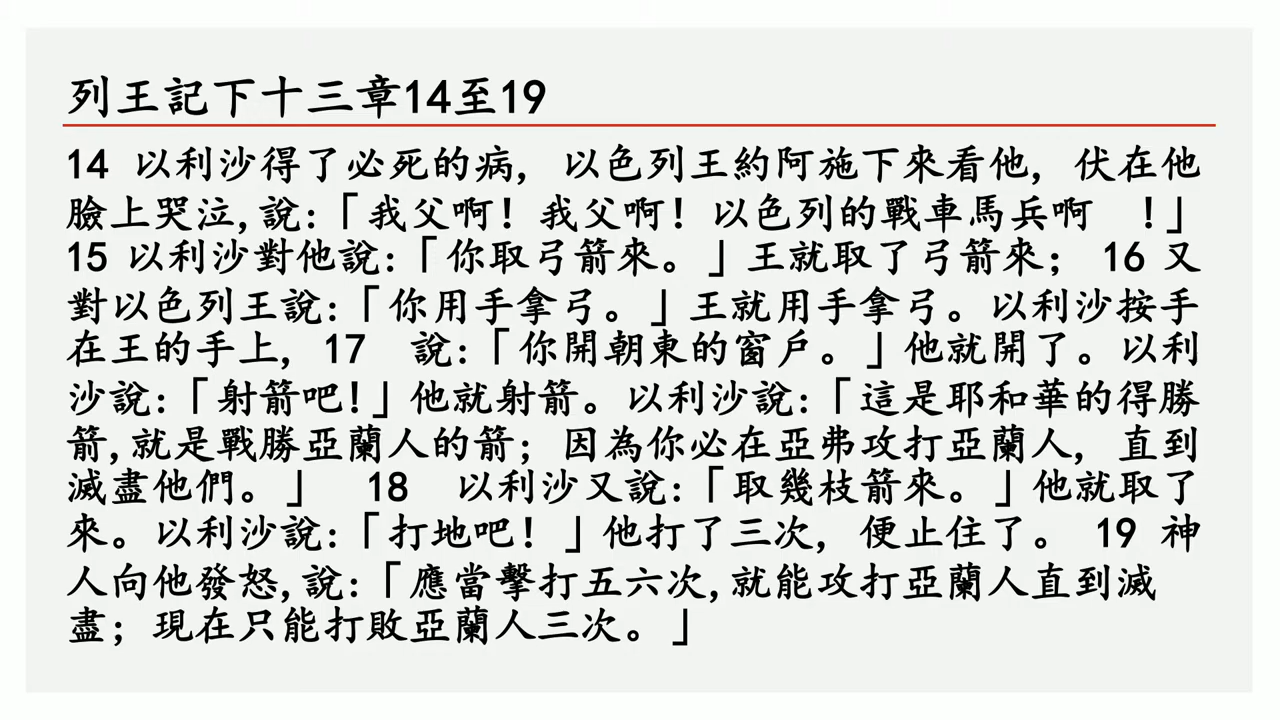 列王記下十三章14至19
14 以利沙得了必死的病，以色列王約阿施下來看他，伏在他
臉上哭泣,說:「我父啊！我父啊！以色列的戰車馬兵啊　！」
15 以利沙對他說:「你取弓箭來。」王就取了弓箭來；　16 又
對以色列王說:「你用手拿弓。」王就用手拿弓。以利沙按手
在王的手上，17　說:「你開朝東的窗戶。」他就開了。以利
沙說:「射箭吧!」他就射箭。以利沙說:「這是耶和華的得勝
箭,就是戰勝亞蘭人的箭；因為你必在亞弗攻打亞蘭人，直到
滅盡他們。」　18　以利沙又說:「取幾枝箭來。」他就取了
來。以利沙說:「打地吧！」他打了三次，便止住了。　19 神
人向他發怒,說:「應當擊打五六次,就能攻打亞蘭人直到滅
盡；現在只能打敗亞蘭人三次。」